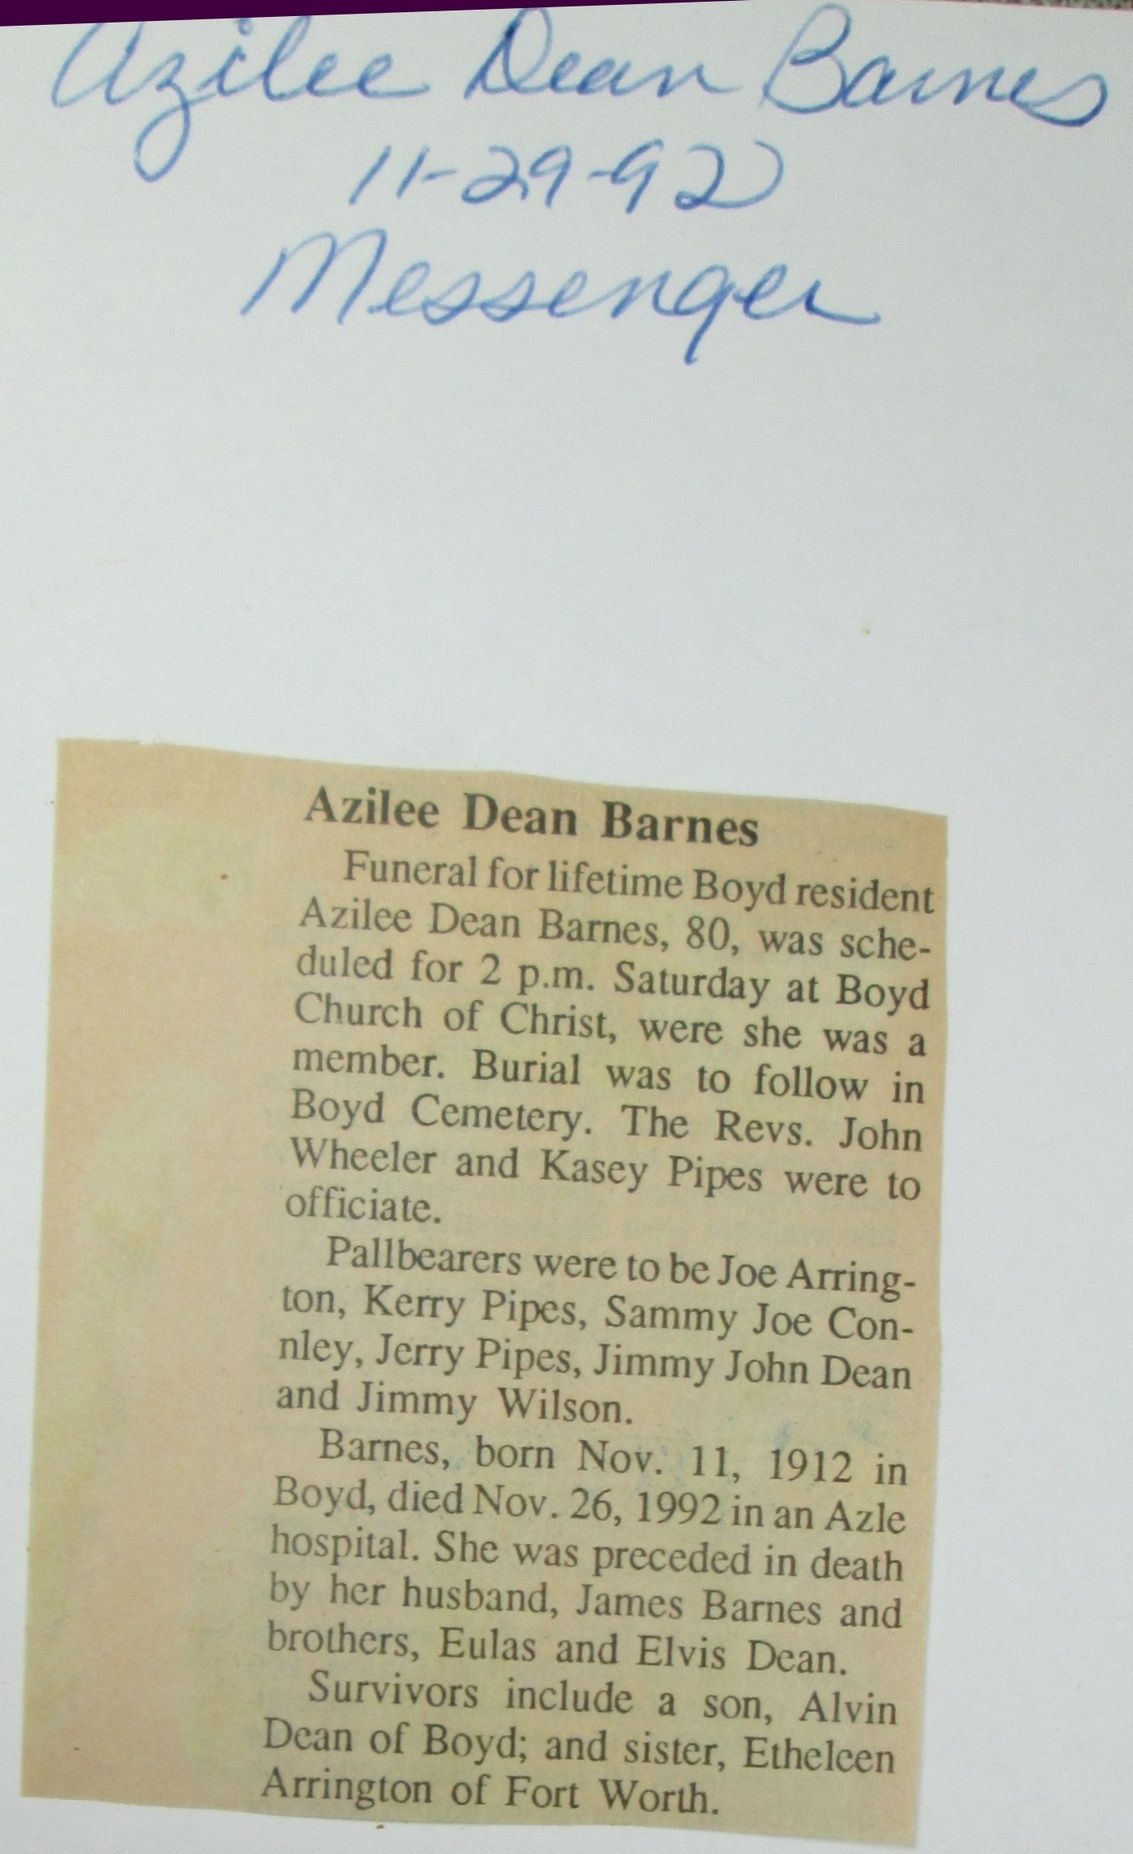 Azilee Dean Barnes
11-29-92
Messenger
Azilee Dean Barnes
Funeral for lifetime Boyd resident
Azilee Dean Barnes, 80, was sche-
duled for 2 p.m. Saturday at Boyd
Church of Christ, were she was a
member. Burial was to follow in
Boyd Cemetery. The Revs. John
Wheeler and Kasey Pipes were to
officiate.
Pallbearers were to be Joe Arring-
ton, Kerry Pipes, Sammy Joe Con-
nley, Jerry Pipes, Jimmy John Dean
and Jimmy Wilson.
Barnes, born Nov. 11, 1912 in
Boyd, died Nov. 26, 1992 in an Azle
hospital. She was preceded in death
by her husband, James Barnes and
brothers, Eulas and Elvis Dean.
Survivors include a son, Alvin
Dean of Boyd; and sister, Etheleen
Arrington of Fort Worth.